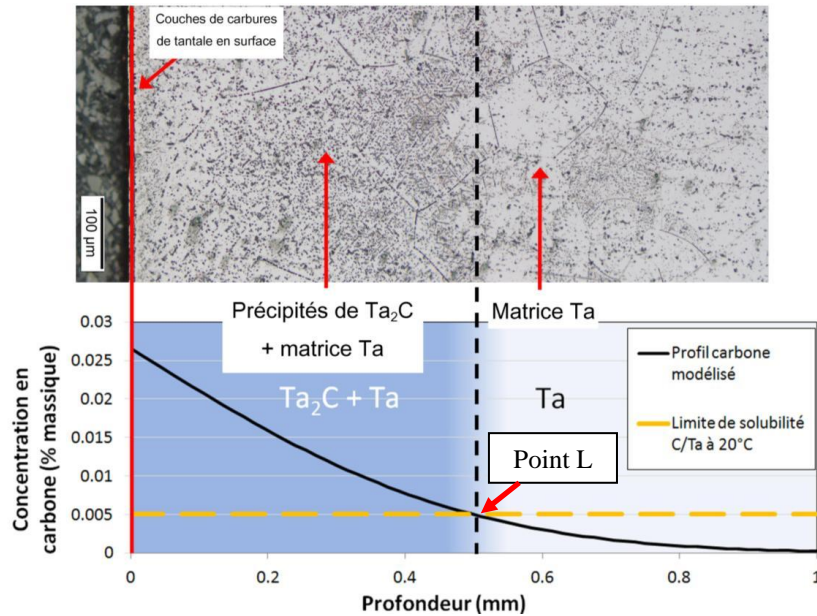 Couches de carbures
de tantale en surface
100 µm
Précipités de Ta₂C
+ matrice Ta
Matrice Ta
0.03
0.025
0.02
0.015
0.01
0.005
0
Concentration en
carbone (% massique)
Ta₂C + Ta
Ta
Profil carbone
modélisé
Limite de solubilité
C/Ta à 20°C
Point L
0
0.2
0.4
0.6
0.8
1
Profondeur (mm)